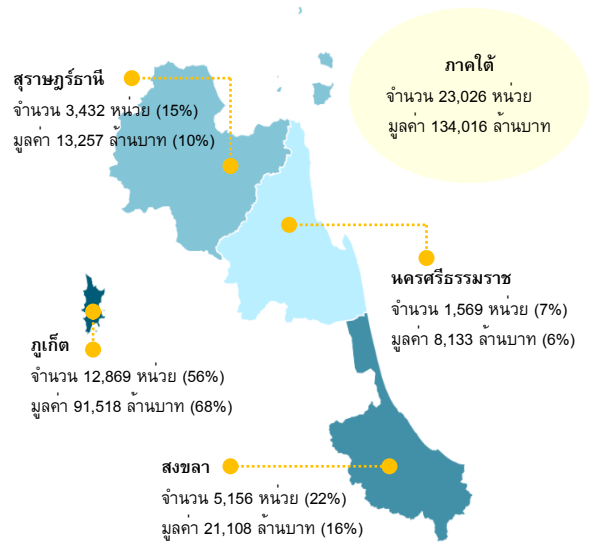 ภาคใต้
จำนวน 23,026 หน่วย
มูลค่า 134,016 ล้านบาท
สุราษฎร์ธานี
จำนวน 3,432 หน่วย (15%)
มูลค่า 13,257 ล้านบาท (10%)
นครศรีธรรมราช
จำนวน 1,569 หน่วย (7%)
มูลค่า 8,133 ล้านบาท (6%)
ภูเก็ต
จำนวน 12,869 หน่วย (56%)
มูลค่า 91,518 ล้านบาท (68%)
สงขลา
จำนวน 5,156 หน่วย (22%)
มูลค่า 21,108 ล้านบาท (16%)